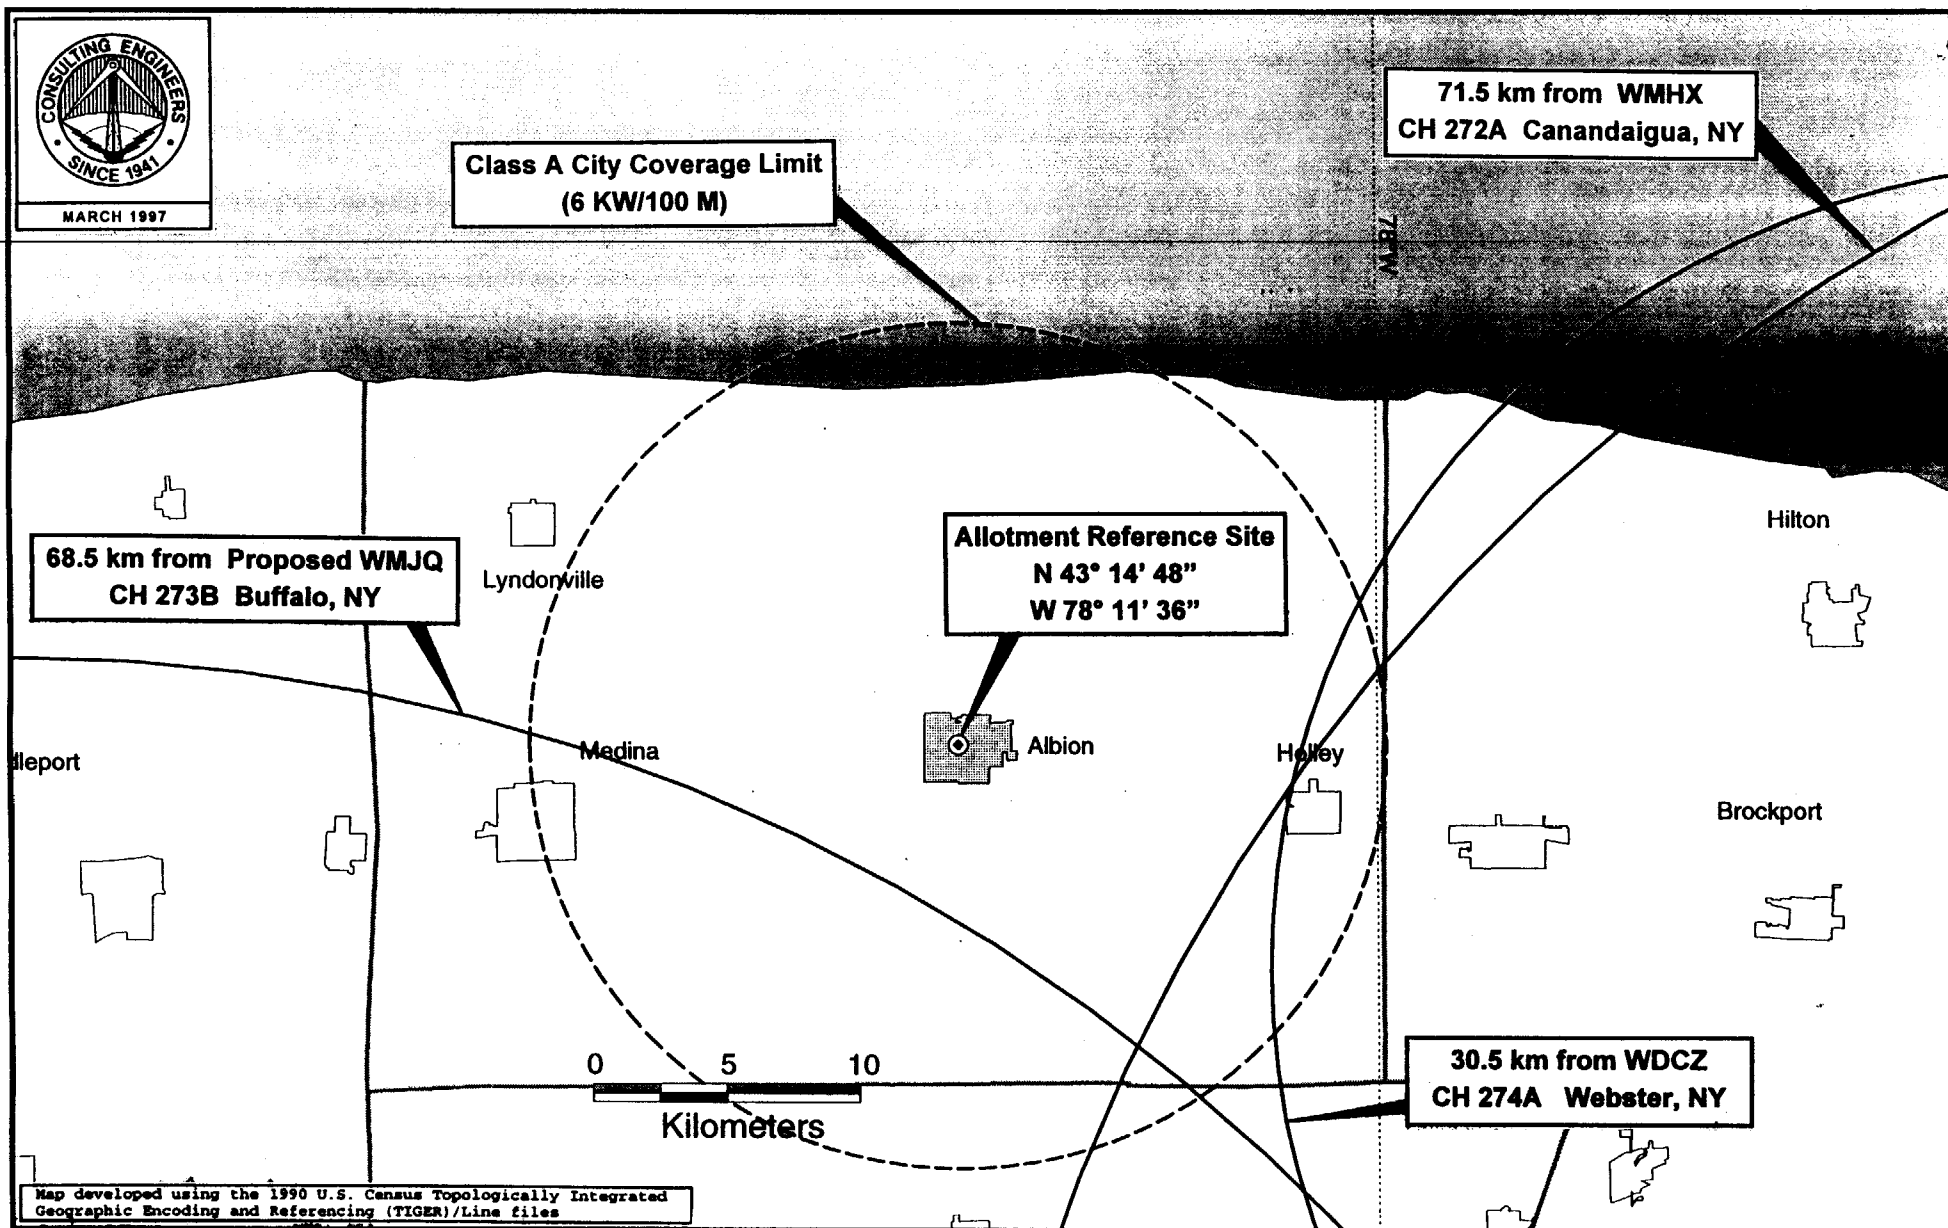 CONSULTING ENGINEERS
SINCE 1941
MARCH 1997
71.5 km from WMHX
CH 272A Canandaigua, NY
Class A City Coverage Limit
(6 KW/100 M)
78 W
Hilton
Allotment Reference Site
N 43° 14' 48"
W 78° 11' 36"
68.5 km from Proposed WMJQ
CH 273B Buffalo, NY
Lyndonville
Medina
Albion
Holley
dleport
Brockport
0 5 10
Kilometers
30.5 km from WDCZ
CH 274A Webster, NY
Map developed using the 1990 U.S. Census Topologically Integrated
Geographic Encoding and Referencing (TIGER)/Line files